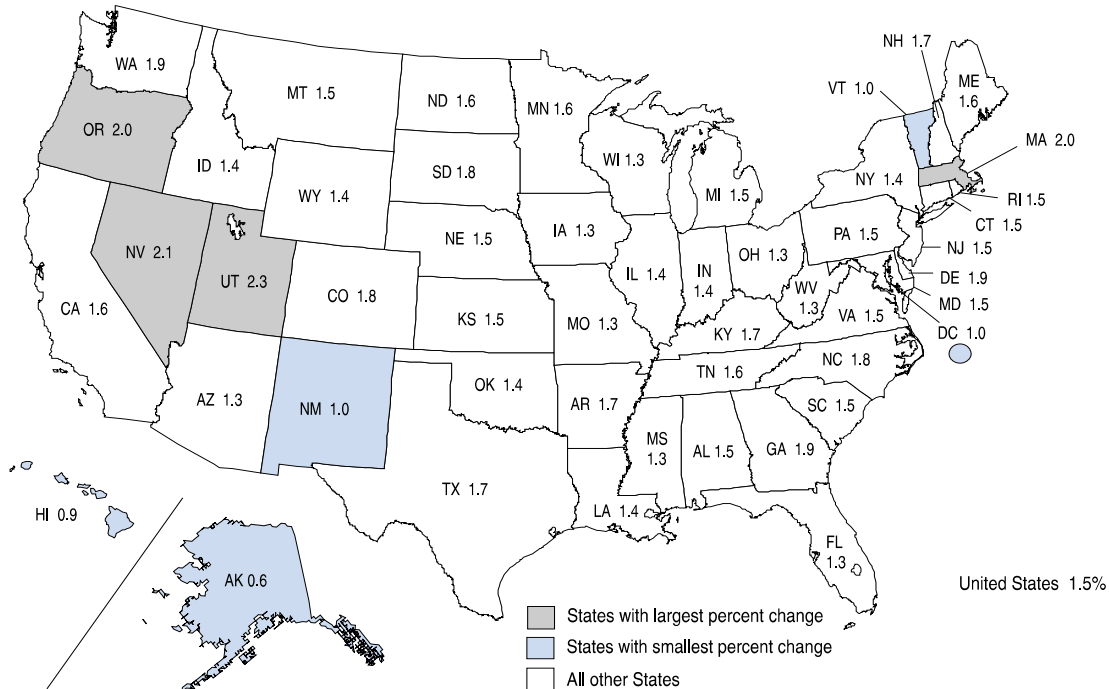 WA 1.9
OR 2.0
ID 1.4
MT 1.5
ND 1.6
MN 1.6
SD 1.8
WY 1.4
NE 1.5
IA 1.3
WI 1.3
MI 1.5
NV 2.1
UT 2.3
CA 1.6
CO 1.8
KS 1.5
MO 1.3
IL 1.4
IN
1.4
OH 1.3
PA 1.5
NY 1.4
NH 1.7
VT 1.0
ME
1.6
MA 2.0
RI 1.5
CT 1.5
NJ 1.5
DE 1.9
MD 1.5
DC 1.0
WV
1.3
VA 1.5
KY 1.7
TN 1.6
NC 1.8
SC 1.5
AZ 1.3
NM 1.0
OK 1.4
AR 1.7
MS
1.3
AL 1.5
GA 1.9
TX 1.7
LA 1.4
FL
1.3
HI 0.9
AK 0.6
United States 1.5%
States with largest percent change
States with smallest percent change
All other States